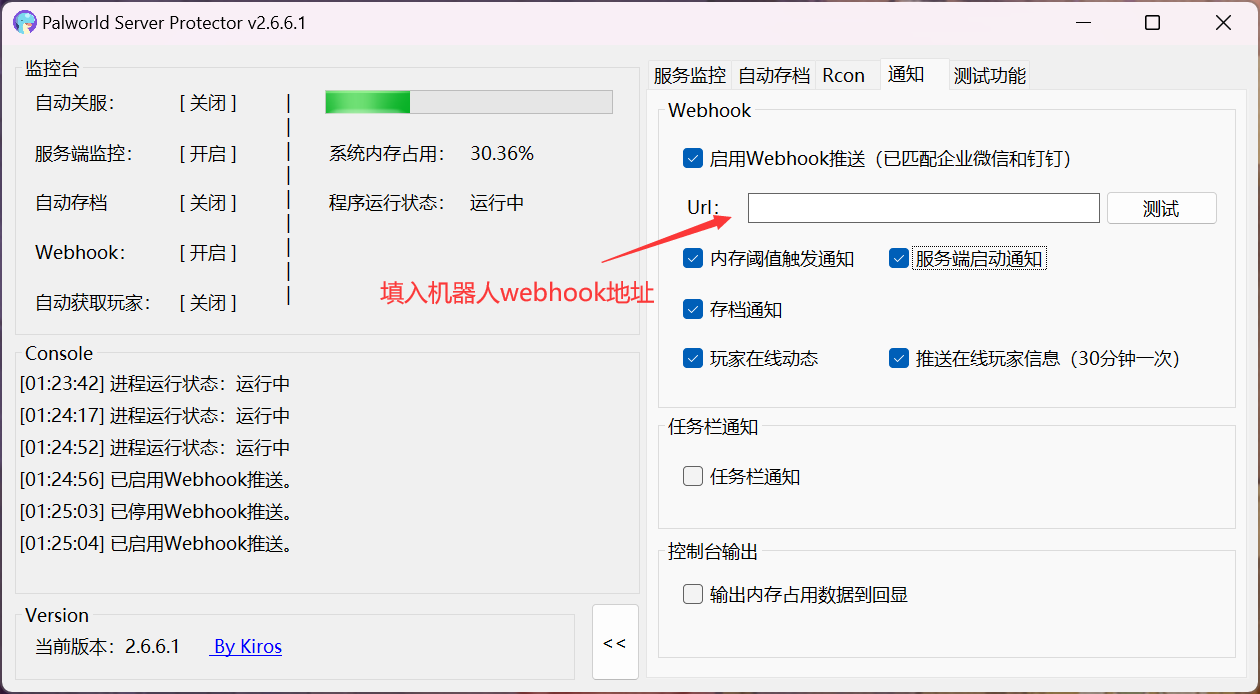 Palworld Server Protector v2.6.6.1
监控台
自动关服： [ 关闭 ]
服务端监控： [ 开启 ] 系统内存占用： 30.36%
自动存档 [ 关闭 ] 程序运行状态： 运行中
Webhook： [ 开启 ]
自动获取玩家： [ 关闭 ]
Console
[01:23:42] 进程运行状态：运行中
[01:24:17] 进程运行状态：运行中
[01:24:52] 进程运行状态：运行中
[01:24:56] 已启用Webhook推送。
[01:25:03] 已停用Webhook推送。
[01:25:04] 已启用Webhook推送。
Version
当前版本：2.6.6.1 By Kiros
<<
服务监控 自动存档 Rcon 通知 测试功能
Webhook
启用Webhook推送（已匹配企业微信和钉钉）
Url： 测试
填入机器人webhook地址
内存阈值触发通知 服务端启动通知
存档通知
玩家在线动态 推送在线玩家信息（30分钟一次）
任务栏通知
任务栏通知
控制台输出
输出内存占用数据到回显